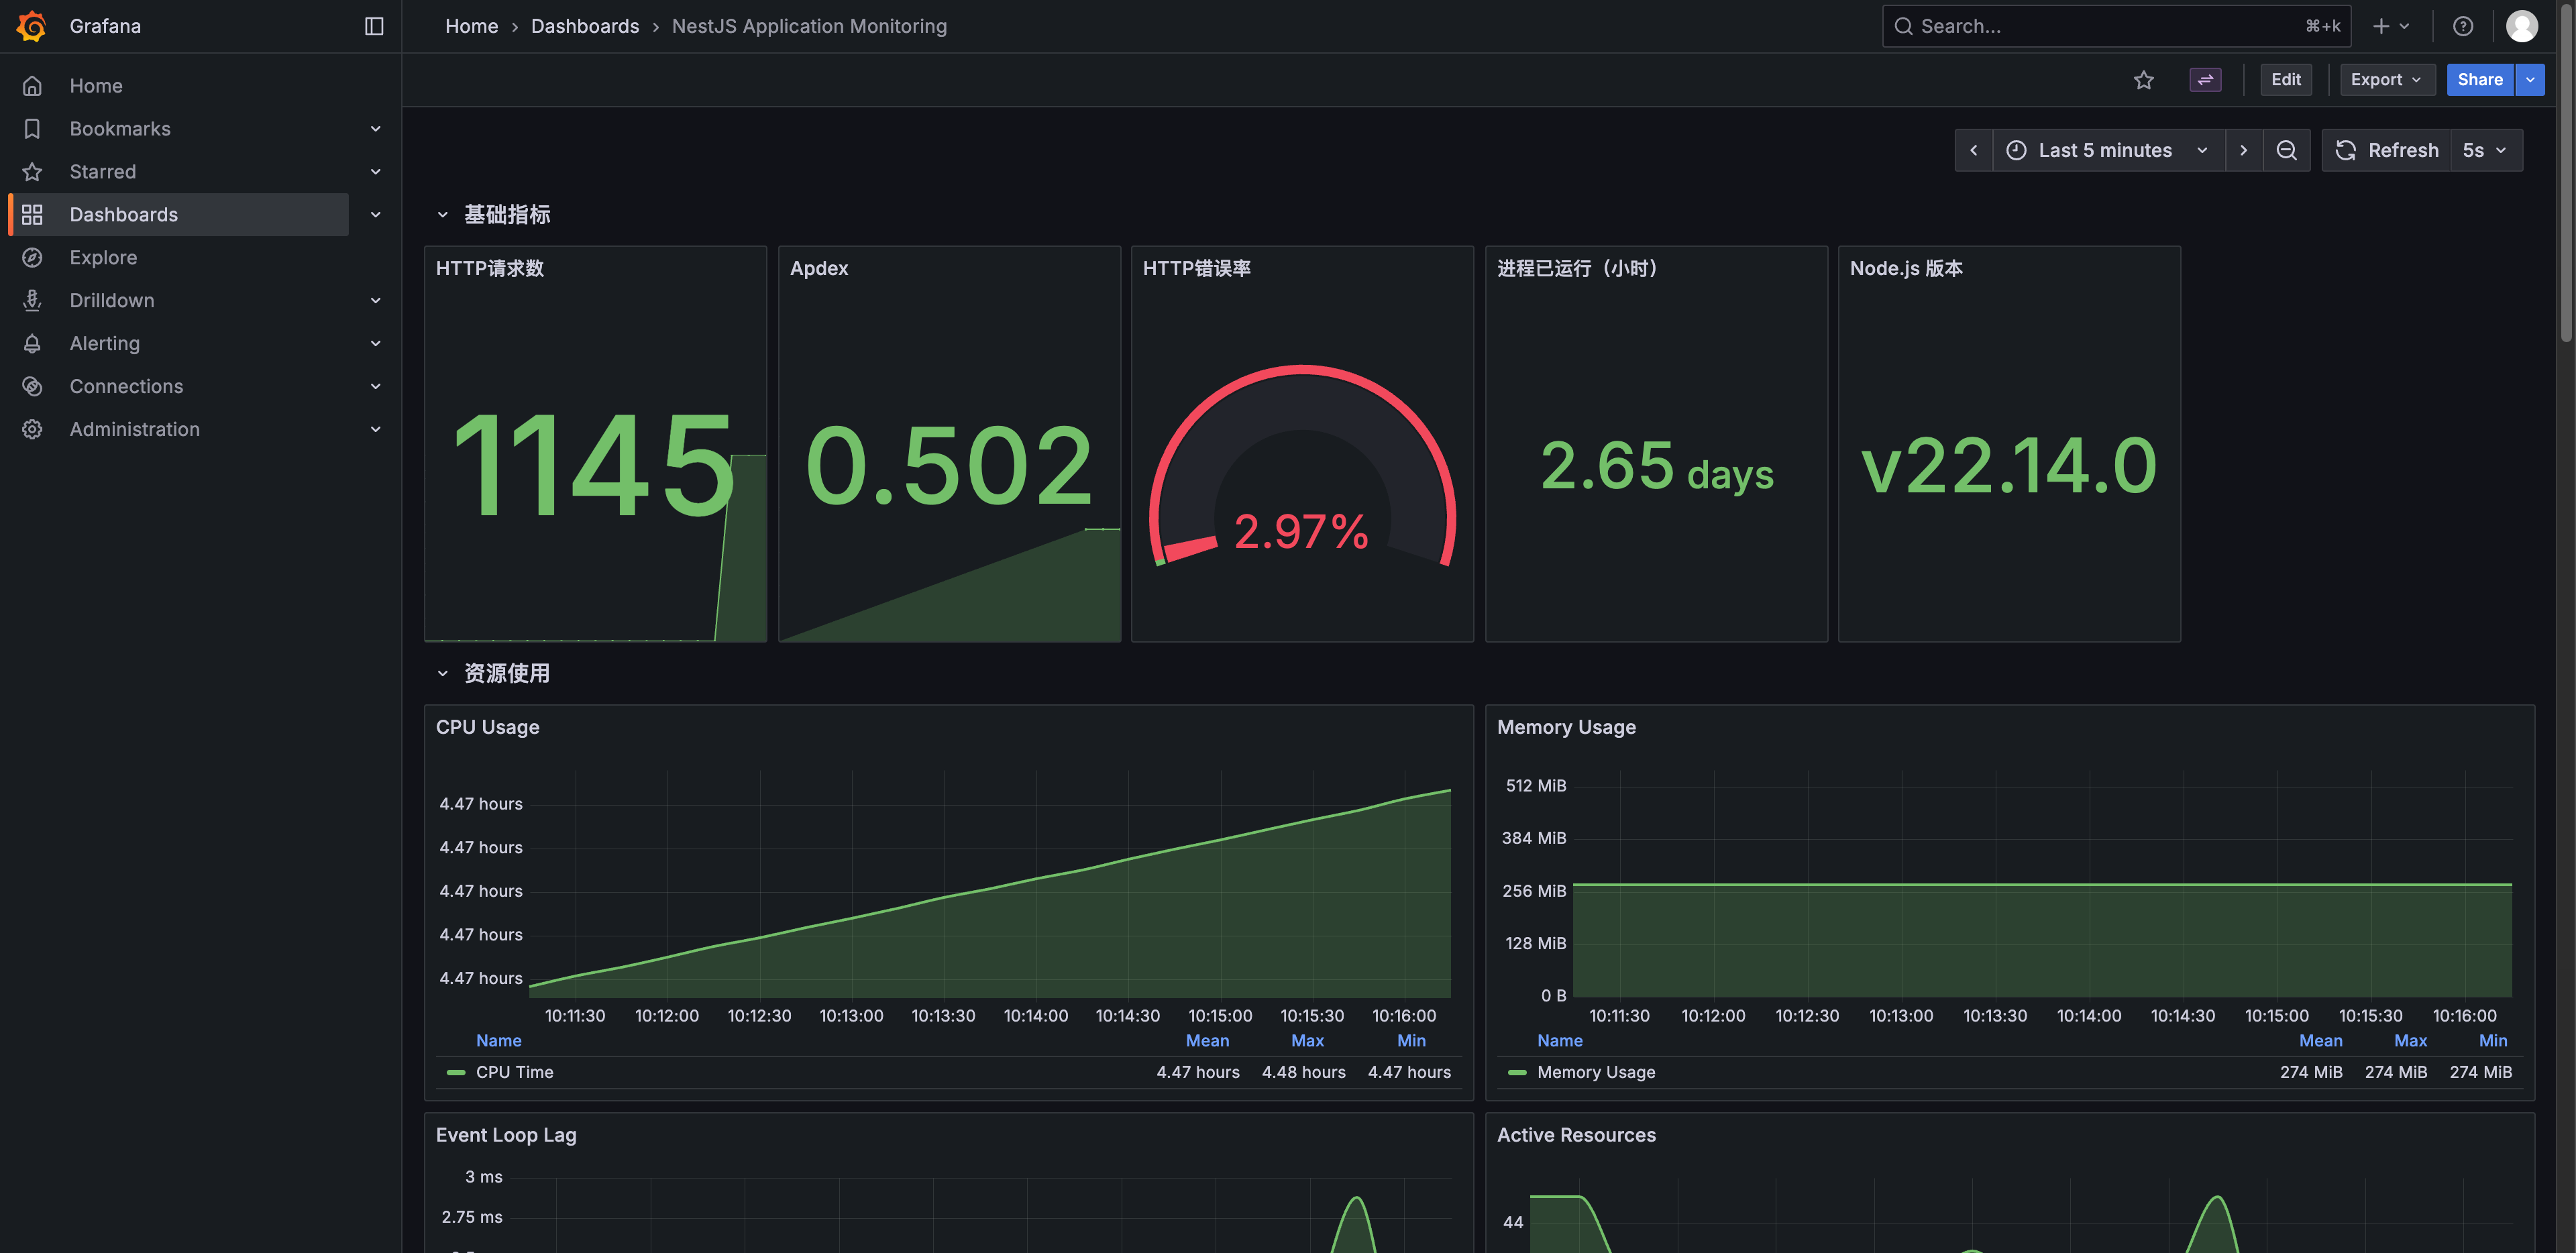 Grafana
Home › Dashboards › NestJS Application Monitoring
Search...
⌘+k
Home
Bookmarks
Starred
Dashboards
Explore
Drilldown
Alerting
Connections
Administration
Edit
Export
Share
Last 5 minutes
Refresh
5s
基础指标
HTTP请求数
1145
Apdex
0.502
HTTP错误率
2.97%
进程已运行（小时）
2.65 days
Node.js 版本
v22.14.0
资源使用
CPU Usage
4.47 hours
4.47 hours
4.47 hours
4.47 hours
4.47 hours
10:11:30 10:12:00 10:12:30 10:13:00 10:13:30 10:14:00 10:14:30 10:15:00 10:15:30 10:16:00
Name Mean Max Min
CPU Time 4.47 hours 4.48 hours 4.47 hours
Memory Usage
512 MiB
384 MiB
256 MiB
128 MiB
0 B
10:11:30 10:12:00 10:12:30 10:13:00 10:13:30 10:14:00 10:14:30 10:15:00 10:15:30 10:16:00
Name Mean Max Min
Memory Usage 274 MiB 274 MiB 274 MiB
Event Loop Lag
3 ms
2.75 ms
Active Resources
44